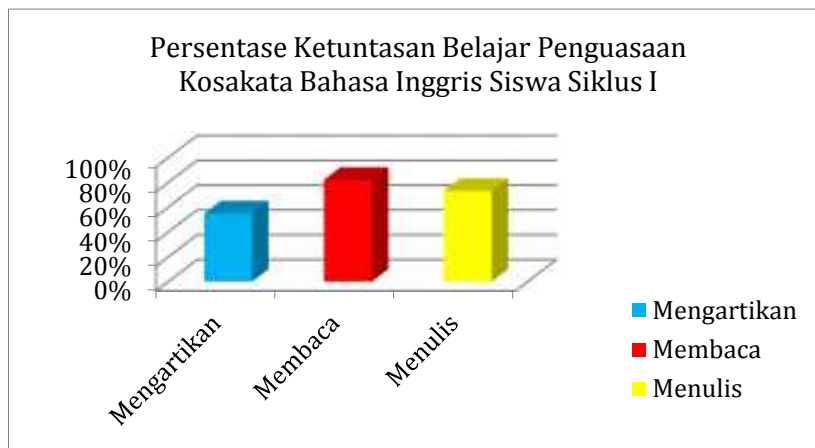 Persentase Ketuntasan Belajar Penguasaan
Kosakata Bahasa Inggris Siswa Siklus I
100%
80%
60%
40%
20%
0%
Mengartikan
Membaca
Menulis
Mengartikan
Membaca
Menulis